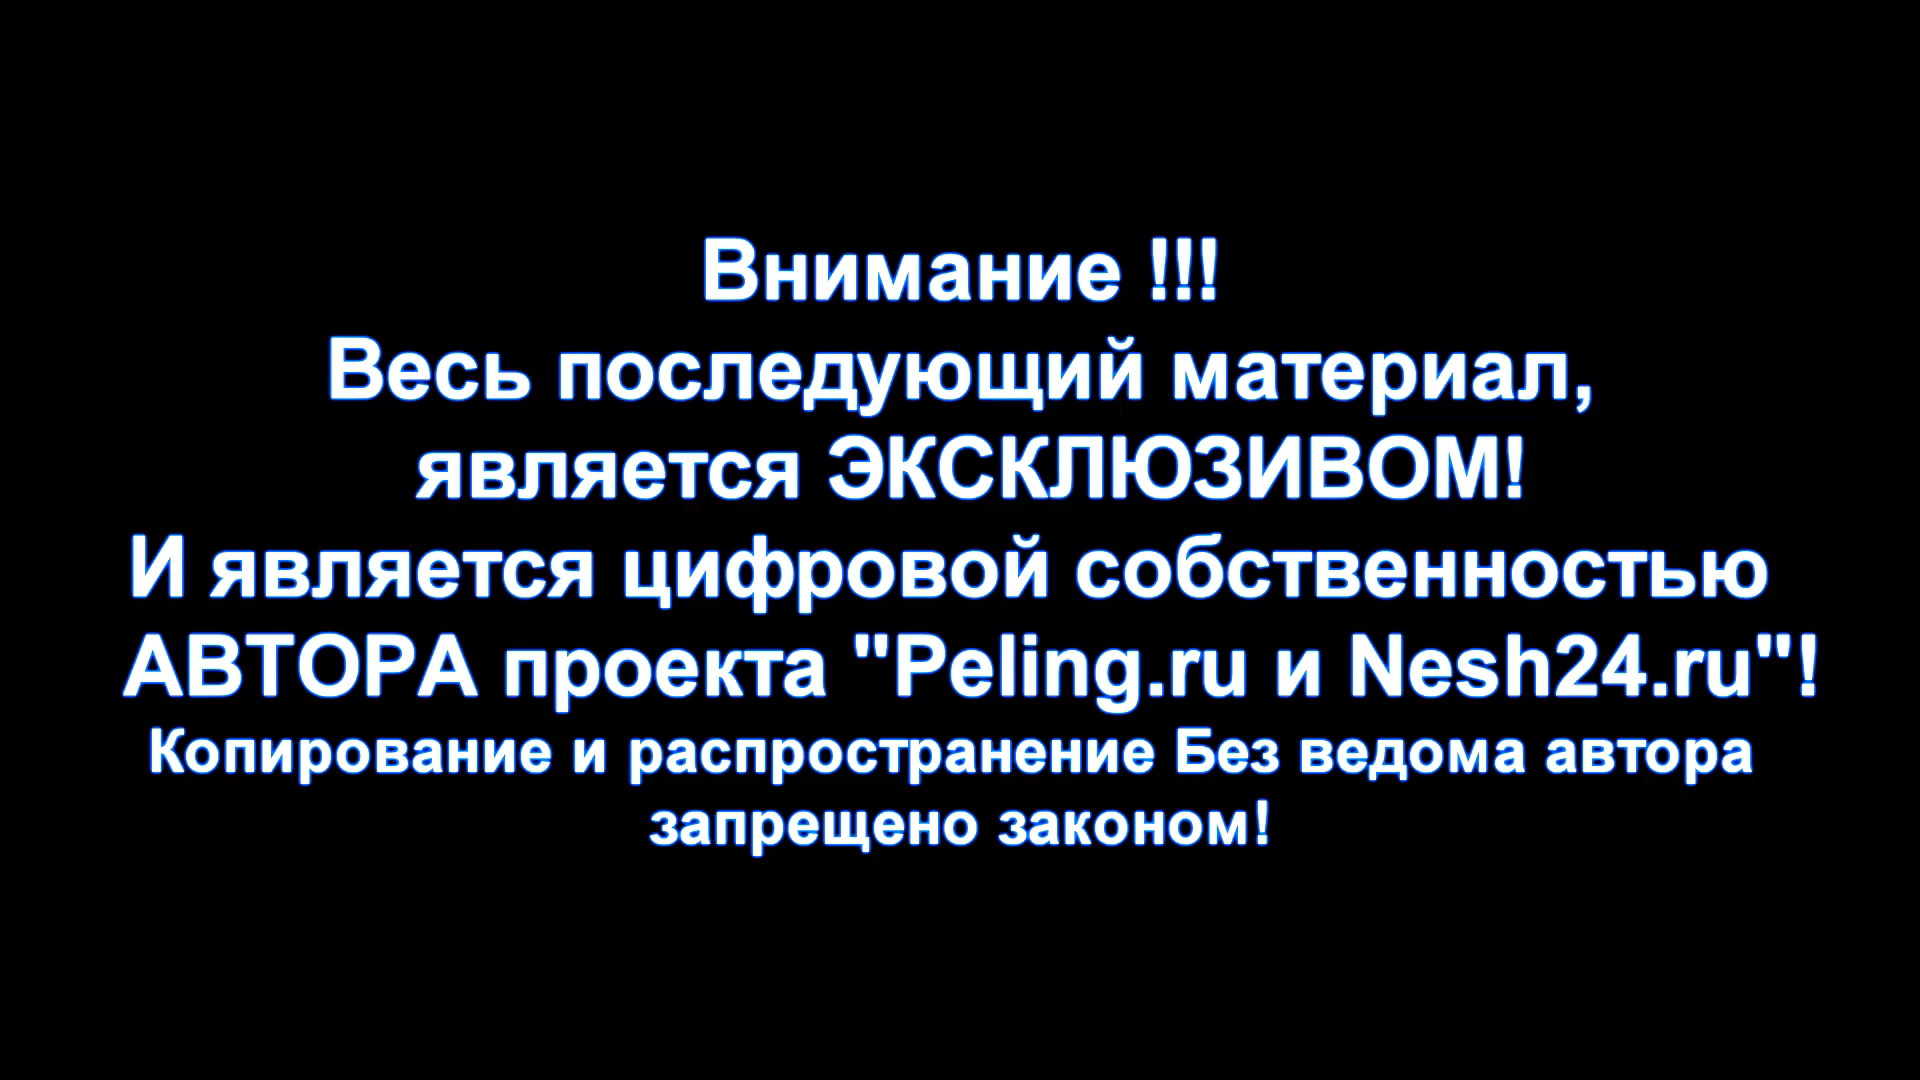 Внимание !!!
Весь последующий материал,
является ЭКСКЛЮЗИВОМ!
И является цифровой собственностью
АВТОРА проекта "Peling.ru и Nesh24.ru"!
Копирование и распространение Без ведома автора
запрещено законом!